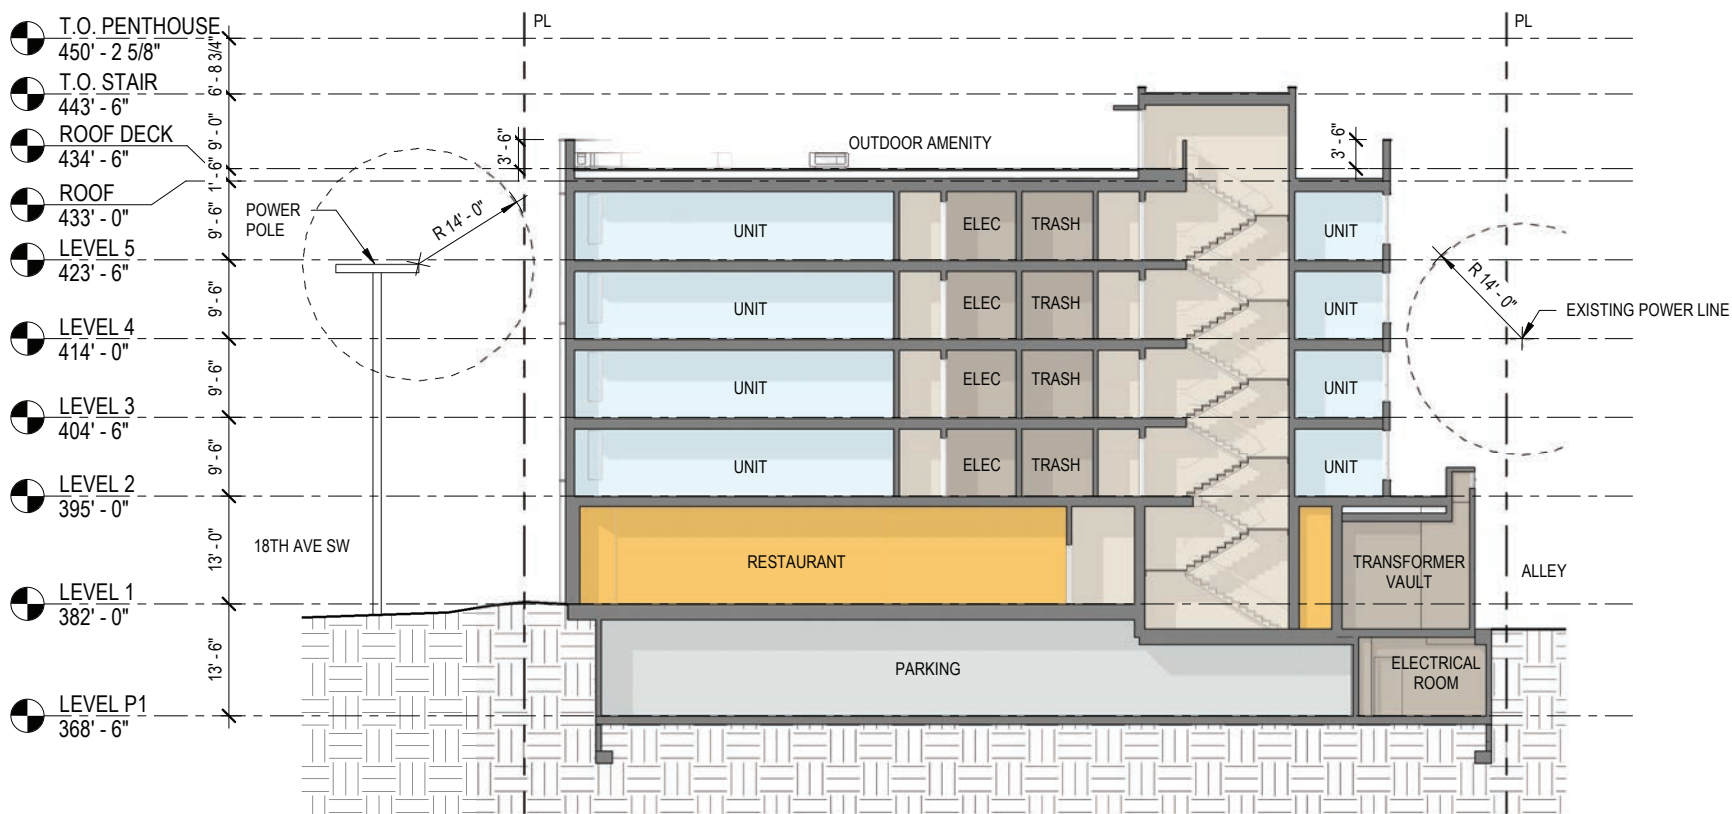 T.O. PENTHOUSE
450' - 2 5/8"
T.O. STAIR
443' - 6"
ROOF DECK
434' - 6"
ROOF
433' - 0"
LEVEL 5
423' - 6"
LEVEL 4
414' - 0"
LEVEL 3
404' - 6"
LEVEL 2
395' - 0"
LEVEL 1
382' - 0"
LEVEL P1
368' - 6"
6' - 8 3/4"
9' - 0"
1' - 6"
9' - 6"
9' - 6"
9' - 6"
9' - 6"
13' - 0"
13' - 6"
PL
PL
3' - 6"
OUTDOOR AMENITY
3' - 6"
POWER
POLE
R 14' - 0"
UNIT
ELEC
TRASH
UNIT
UNIT
ELEC
TRASH
UNIT
R 14' - 0"
EXISTING POWER LINE
UNIT
ELEC
TRASH
UNIT
UNIT
ELEC
TRASH
UNIT
18TH AVE SW
RESTAURANT
TRANSFORMER
VAULT
ALLEY
PARKING
ELECTRICAL
ROOM